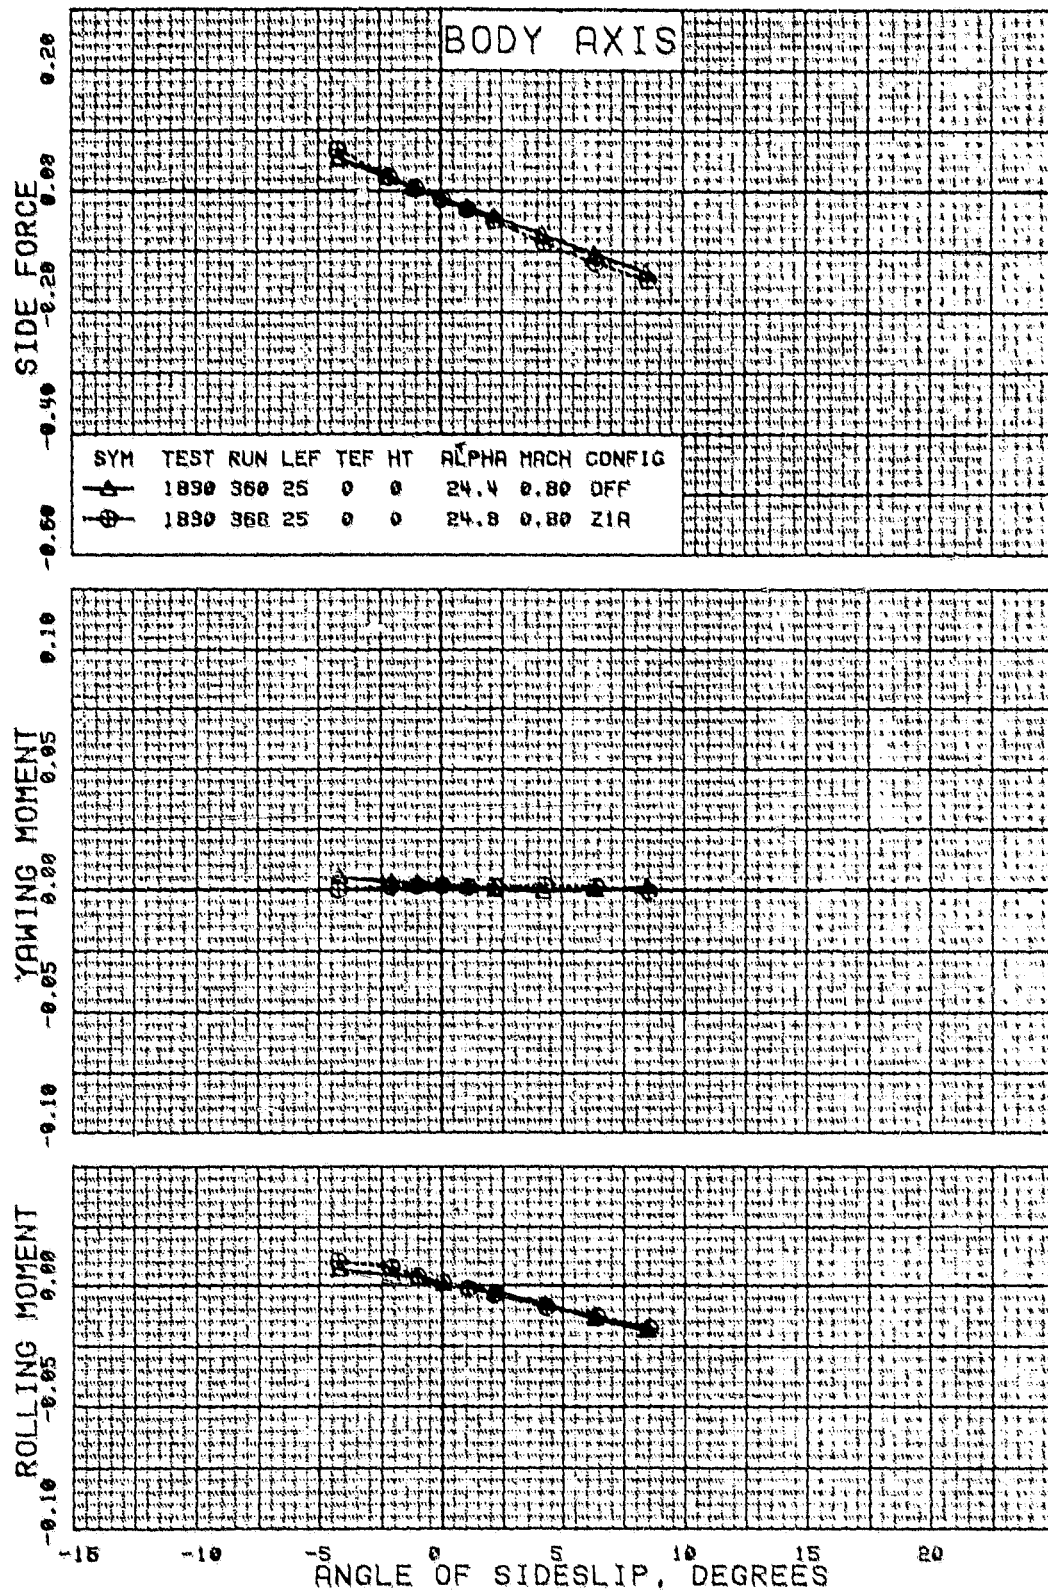 BODY AXIS
SIDE FORCE
0.20
0.00
-0.20
-0.40
-0.60
SYM TEST RUN LEF TEF HT ALPHA MACH CONFIG
1890 360 25 0 0 24.4 0.80 OFF
1890 366 25 0 0 24.8 0.80 Z1A
YAWING MOMENT
0.10
0.05
0.00
-0.05
-0.10
ROLLING MOMENT
0.00
-0.05
-0.10
-15 -10 -5 0 5 10 15 20
ANGLE OF SIDESLIP, DEGREES